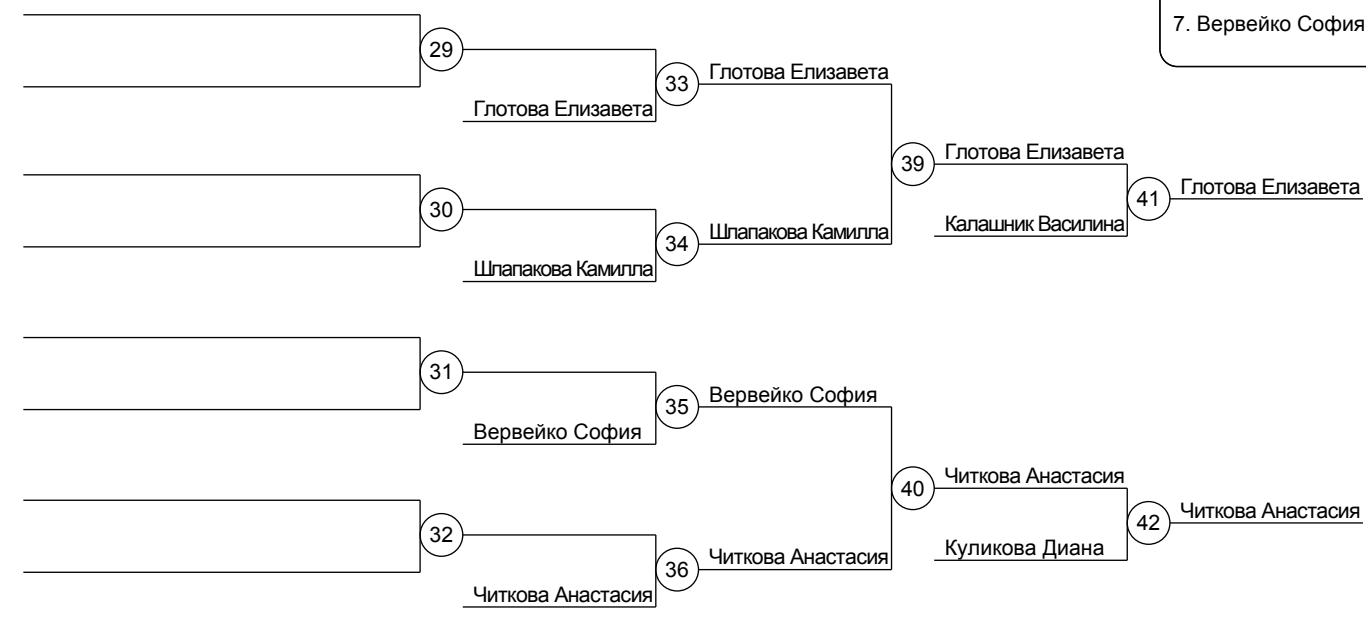 7. Вервейко София
29
33
Глотова Елизавета
Глотова Елизавета
39
Глотова Елизавета
30
34
Шлапакова Камилла
Шлапакова Камилла
Калашник Василина
41
Глотова Елизавета
31
35
Вервейко София
Вервейко София
40
Читкова Анастасия
32
36
Читкова Анастасия
Читкова Анастасия
Куликова Диана
42
Читкова Анастасия